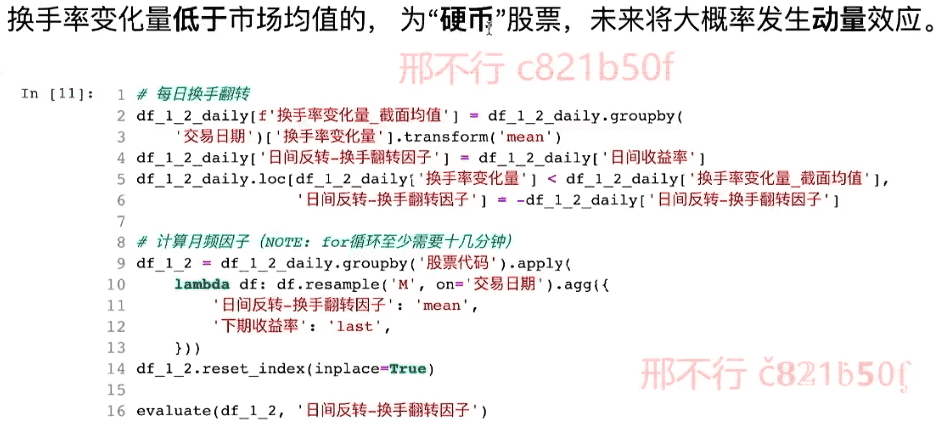 换手率变化量低于市场均值的， 为“硬币”股票，未来将大概率发生动量效应。
邢不行 c821b50f
In [11]:
1 # 每日换手翻转
2 df_1_2_daily[f'换手率变化量_截面均值'] = df_1_2_daily.groupby(
3     '交易日期')['换手率变化量'].transform('mean')
4 df_1_2_daily['日间反转-换手翻转因子'] = df_1_2_daily['日间收益率']
5 df_1_2_daily.loc[df_1_2_daily['换手率变化量'] < df_1_2_daily['换手率变化量_截面均值'],
6                  '日间反转-换手翻转因子'] = -df_1_2_daily['日间反转-换手翻转因子']
7
8 # 计算月频因子（NOTE: for循环至少需要十几分钟）
9 df_1_2 = df_1_2_daily.groupby('股票代码').apply(
10     lambda df: df.resample('M', on='交易日期').agg({
11         '日间反转-换手翻转因子': 'mean',
12         '下期收益率': 'last',
13     }))
14 df_1_2.reset_index(inplace=True)
15
16 evaluate(df_1_2, '日间反转-换手翻转因子')
邢不行 c821b50f